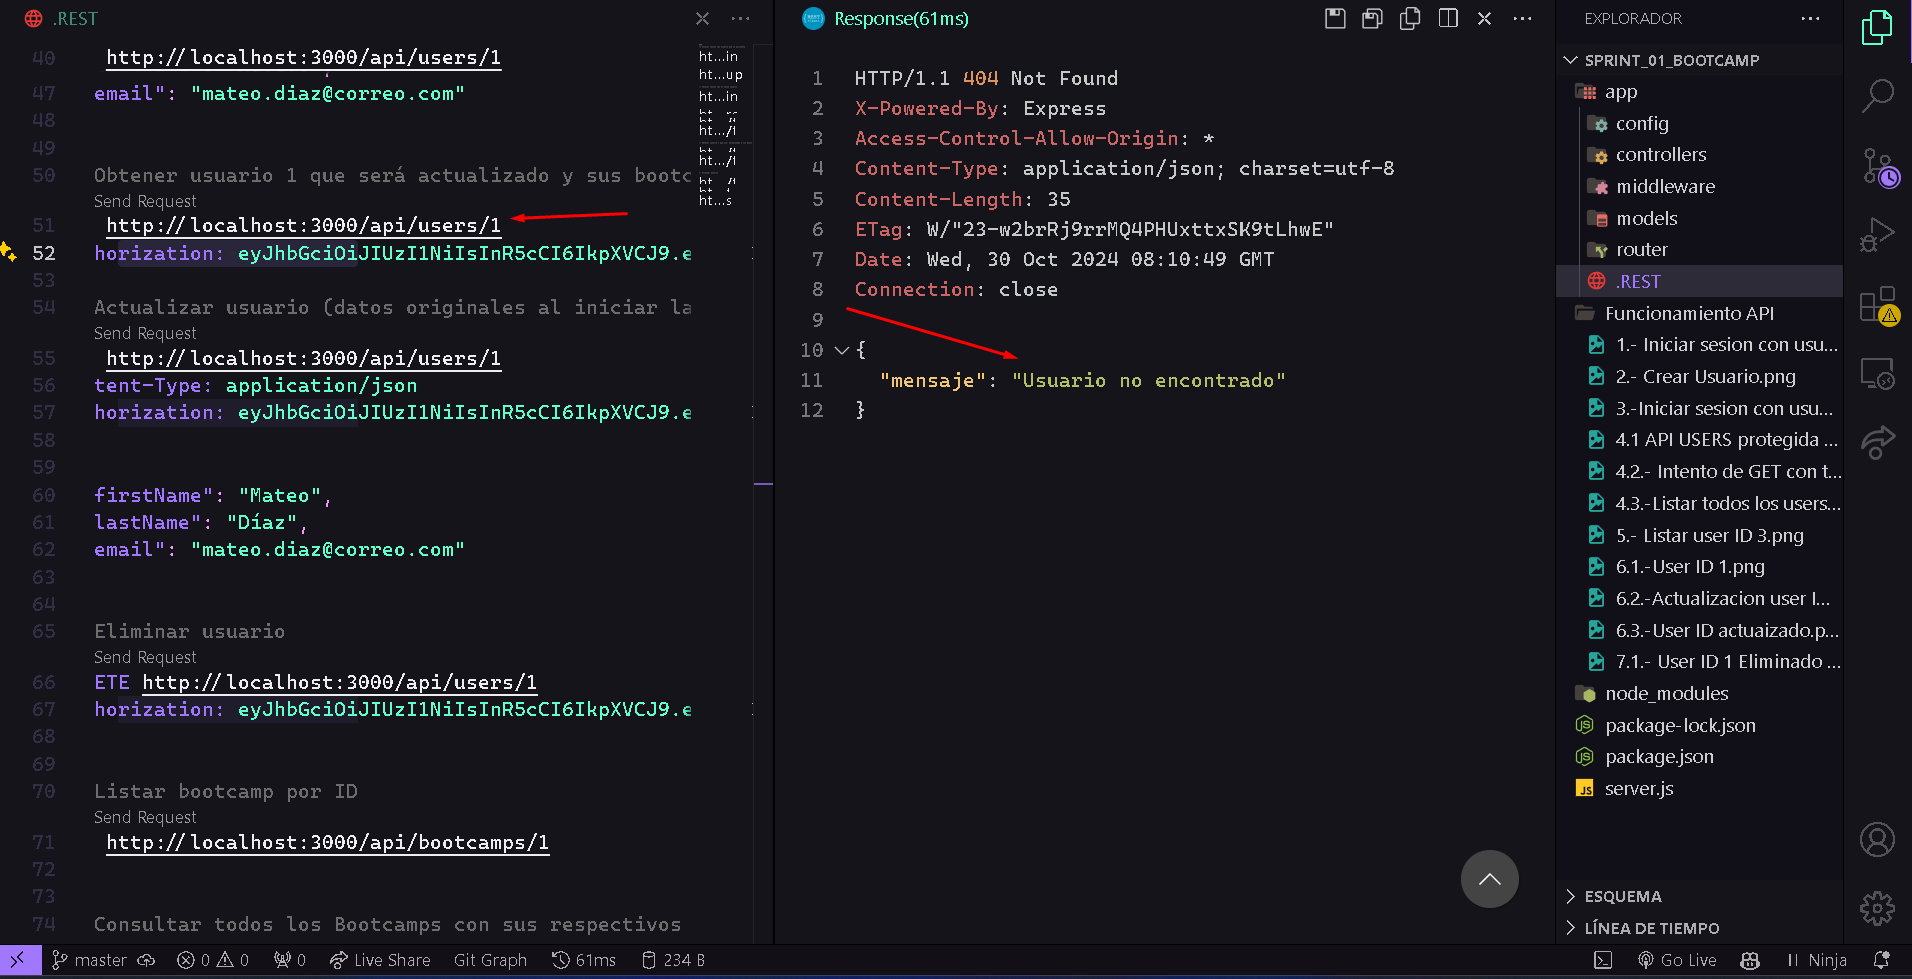 .REST
40 http://localhost:3000/api/users/1
47 email": "mateo.diaz@correo.com"
48
49
50 Obtener usuario 1 que será actualizado y sus bootc
Send Request
51 http://localhost:3000/api/users/1
52 horization: eyJhbGciOiJIUzI1NiIsInR5cCI6IkpXVCJ9.e
53
54 Actualizar usuario (datos originales al iniciar la
Send Request
55 http://localhost:3000/api/users/1
56 tent-Type: application/json
57 horization: eyJhbGciOiJIUzI1NiIsInR5cCI6IkpXVCJ9.e
58
59
60 firstName": "Mateo",
61 lastName": "Díaz",
62 email": "mateo.diaz@correo.com"
63
64
65 Eliminar usuario
Send Request
66 ETE http://localhost:3000/api/users/1
67 horization: eyJhbGciOiJIUzI1NiIsInR5cCI6IkpXVCJ9.e
68
69
70 Listar bootcamp por ID
Send Request
71 http://localhost:3000/api/bootcamps/1
72
73
74 Consultar todos los Bootcamps con sus respectivos
ht...in
ht...up
ht...in
ht.../1
ht.../1
ht...s
Response(61ms)
1 HTTP/1.1 404 Not Found
2 X-Powered-By: Express
3 Access-Control-Allow-Origin: *
4 Content-Type: application/json; charset=utf-8
5 Content-Length: 35
6 ETag: W/"23-w2brRj9rrMQ4PHUxttxSK9tLhwE"
7 Date: Wed, 30 Oct 2024 08:10:49 GMT
8 Connection: close
9
10 {
11 "mensaje": "Usuario no encontrado"
12 }
EXPLORADOR
SPRINT_01_BOOTCAMP
app
config
controllers
middleware
models
router
.REST
Funcionamiento API
1.- Iniciar sesion con usu...
2.- Crear Usuario.png
3.-Iniciar sesion con usu...
4.1 API USERS protegida ...
4.2.- Intento de GET con t...
4.3.-Listar todos los users...
5.- Listar user ID 3.png
6.1.-User ID 1.png
6.2.-Actualizacion user I...
6.3.-User ID actuaizado.p...
7.1.- User ID 1 Eliminado ...
node_modules
package-lock.json
package.json
JS server.js
ESQUEMA
LÍNEA DE TIEMPO
master 0 0 0 Live Share Git Graph 61ms 234 B Go Live Ninja